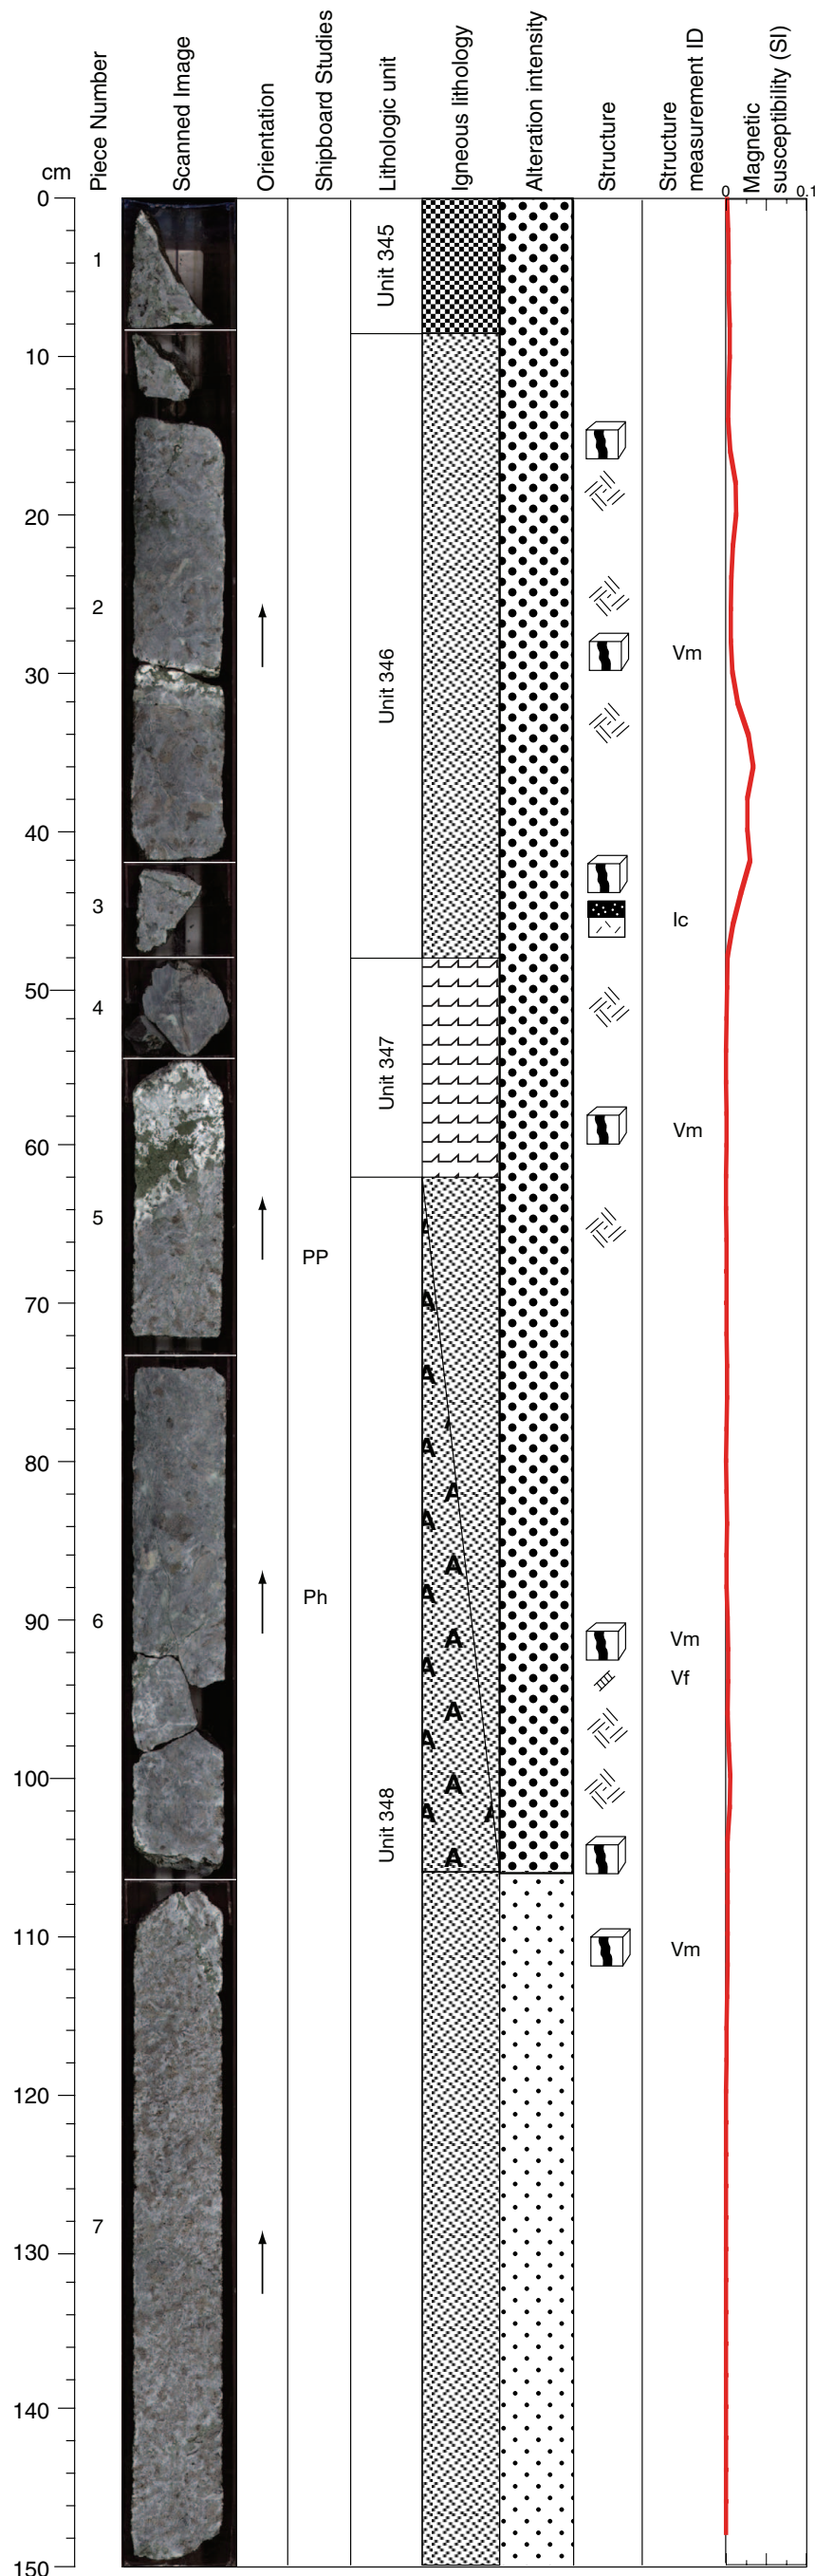 cm
Piece Number
Scanned Image
Orientation
Shipboard Studies
Lithologic unit
Igneous lithology
Alteration intensity
Structure
Structure
measurement ID
Magnetic
susceptibility (SI)
0 0.1
0
1
Unit 345
10
20
2
30
Unit 346
Vm
40
3
Ic
50
4
Unit 347
60
Vm
5
PP
70
A
A
80
A
A
A
A
Ph
A
90
6
A
Vm
A
Vf
A
A
100
A
A
A
A
Unit 348
110
Vm
120
7
130
140
150